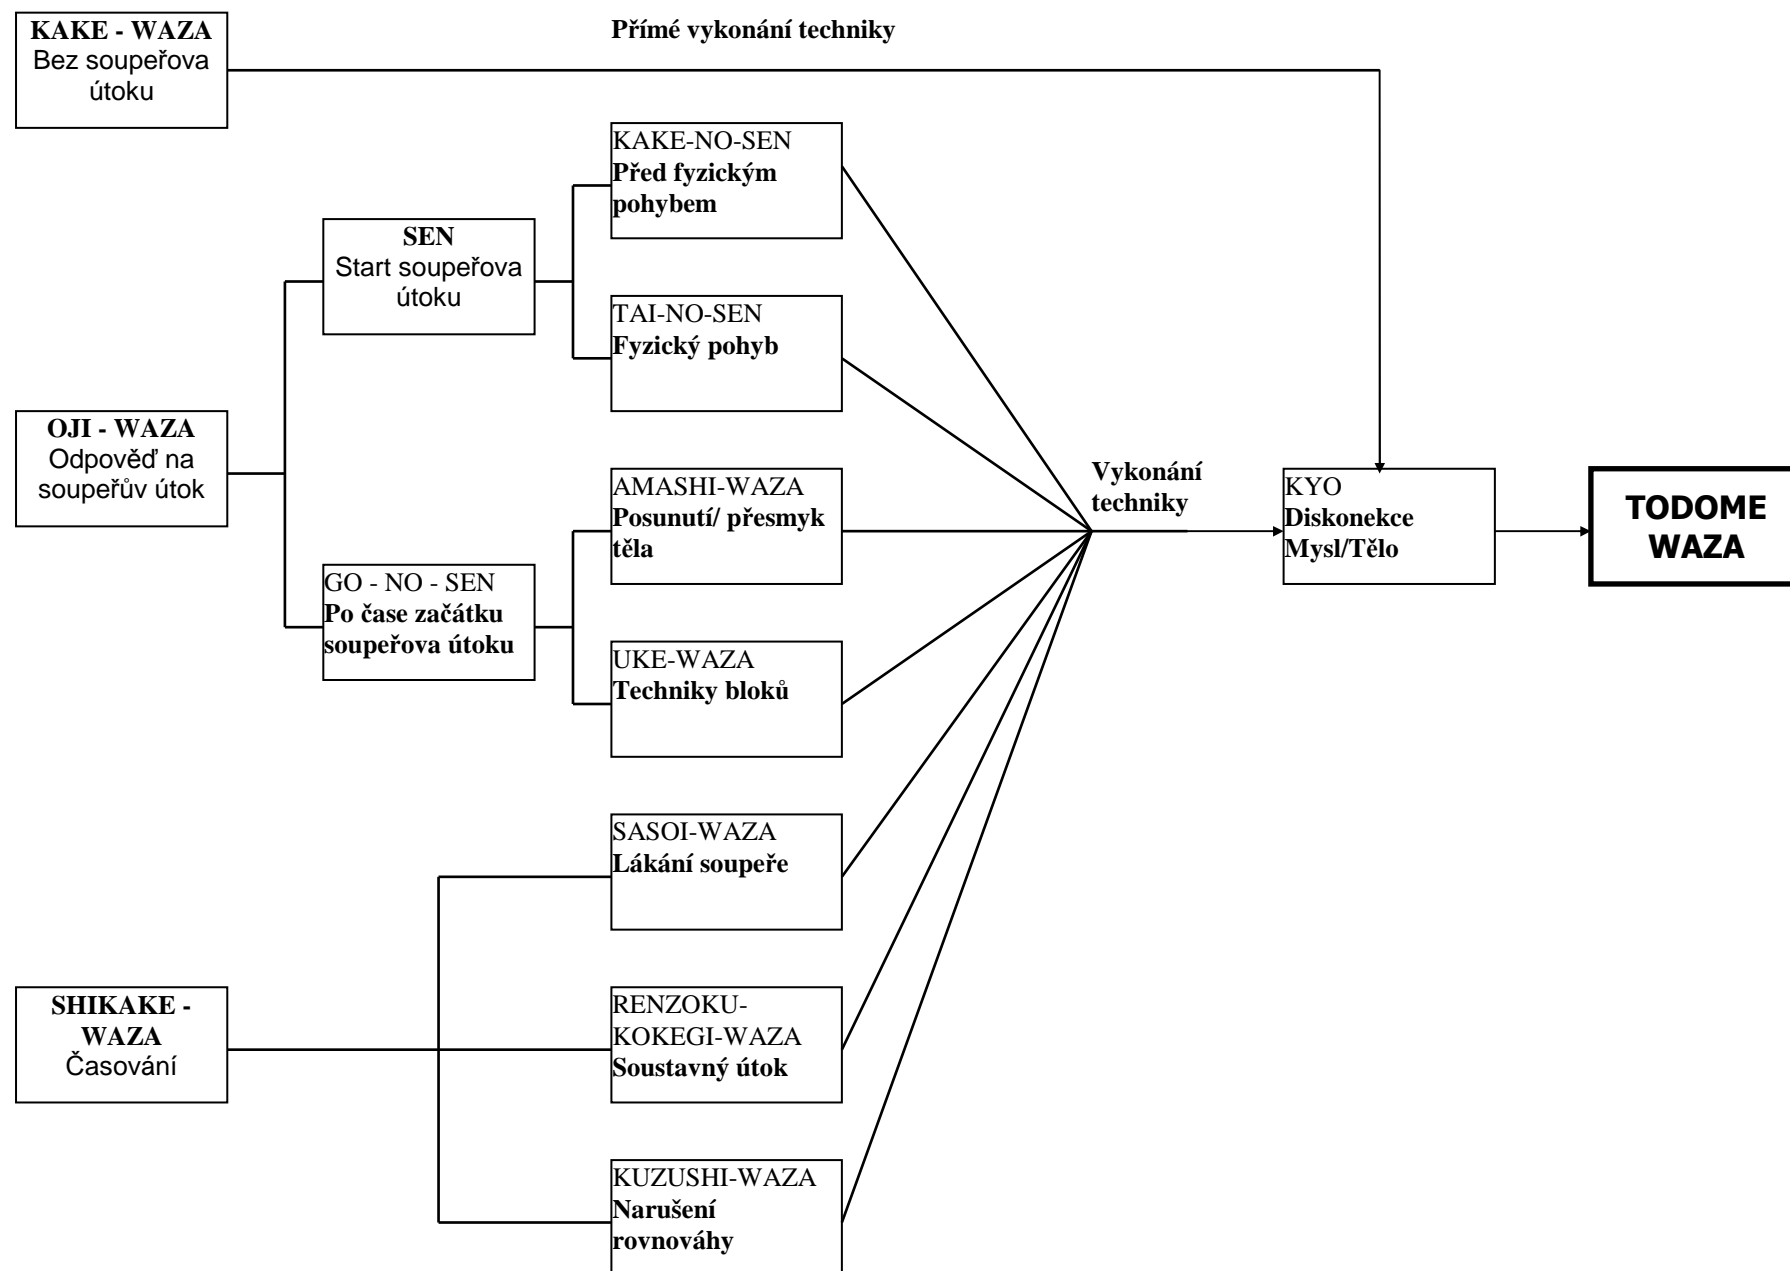 KAKE - WAZA
Bez soupeřova
útoku
Přímé vykonání techniky
KAKE-NO-SEN
Před fyzickým
pohybem
SEN
Start soupeřova
útoku
TAI-NO-SEN
Fyzický pohyb
OJI - WAZA
Odpověď na
soupeřův útok
AMASHI-WAZA
Posunutí/ přesmyk
těla
Vykonání
techniky
KYO
Diskonekce
Mysl/Tělo
TODOME
WAZA
GO - NO - SEN
Po čase začátku
soupeřova útoku
UKE-WAZA
Techniky bloků
SASOI-WAZA
Lákání soupeře
SHIKAKE -
WAZA
Časování
RENZOKU-
KOKEGI-WAZA
Soustavný útok
KUZUSHI-WAZA
Narušení
rovnováhy